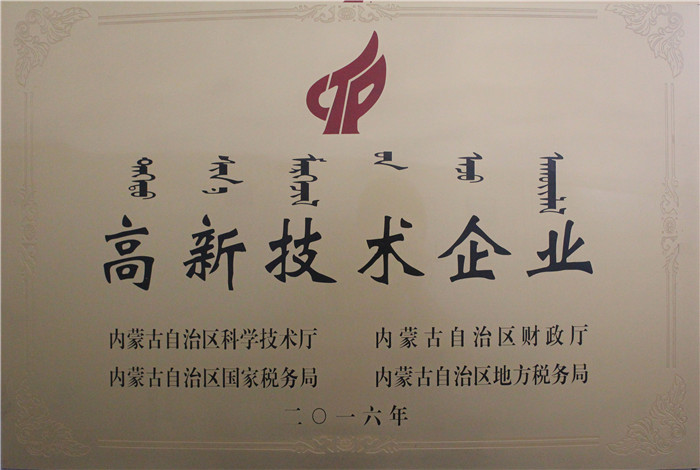 CTP
高新技术企业
内蒙古自治区科学技术厅 内蒙古自治区财政厅
内蒙古自治区国家税务局 内蒙古自治区地方税务局
二〇一六年